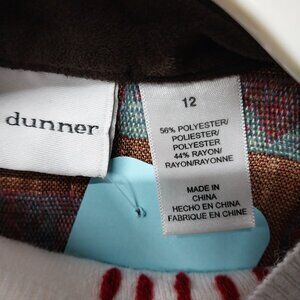 dunner
12
56% POLYESTER/
POLIESTER/
POLYESTER
44% RAYON/
RAYON/RAYONNE
MADE IN
CHINA
HECHO EN CHINA
FABRIQUE EN CHINE